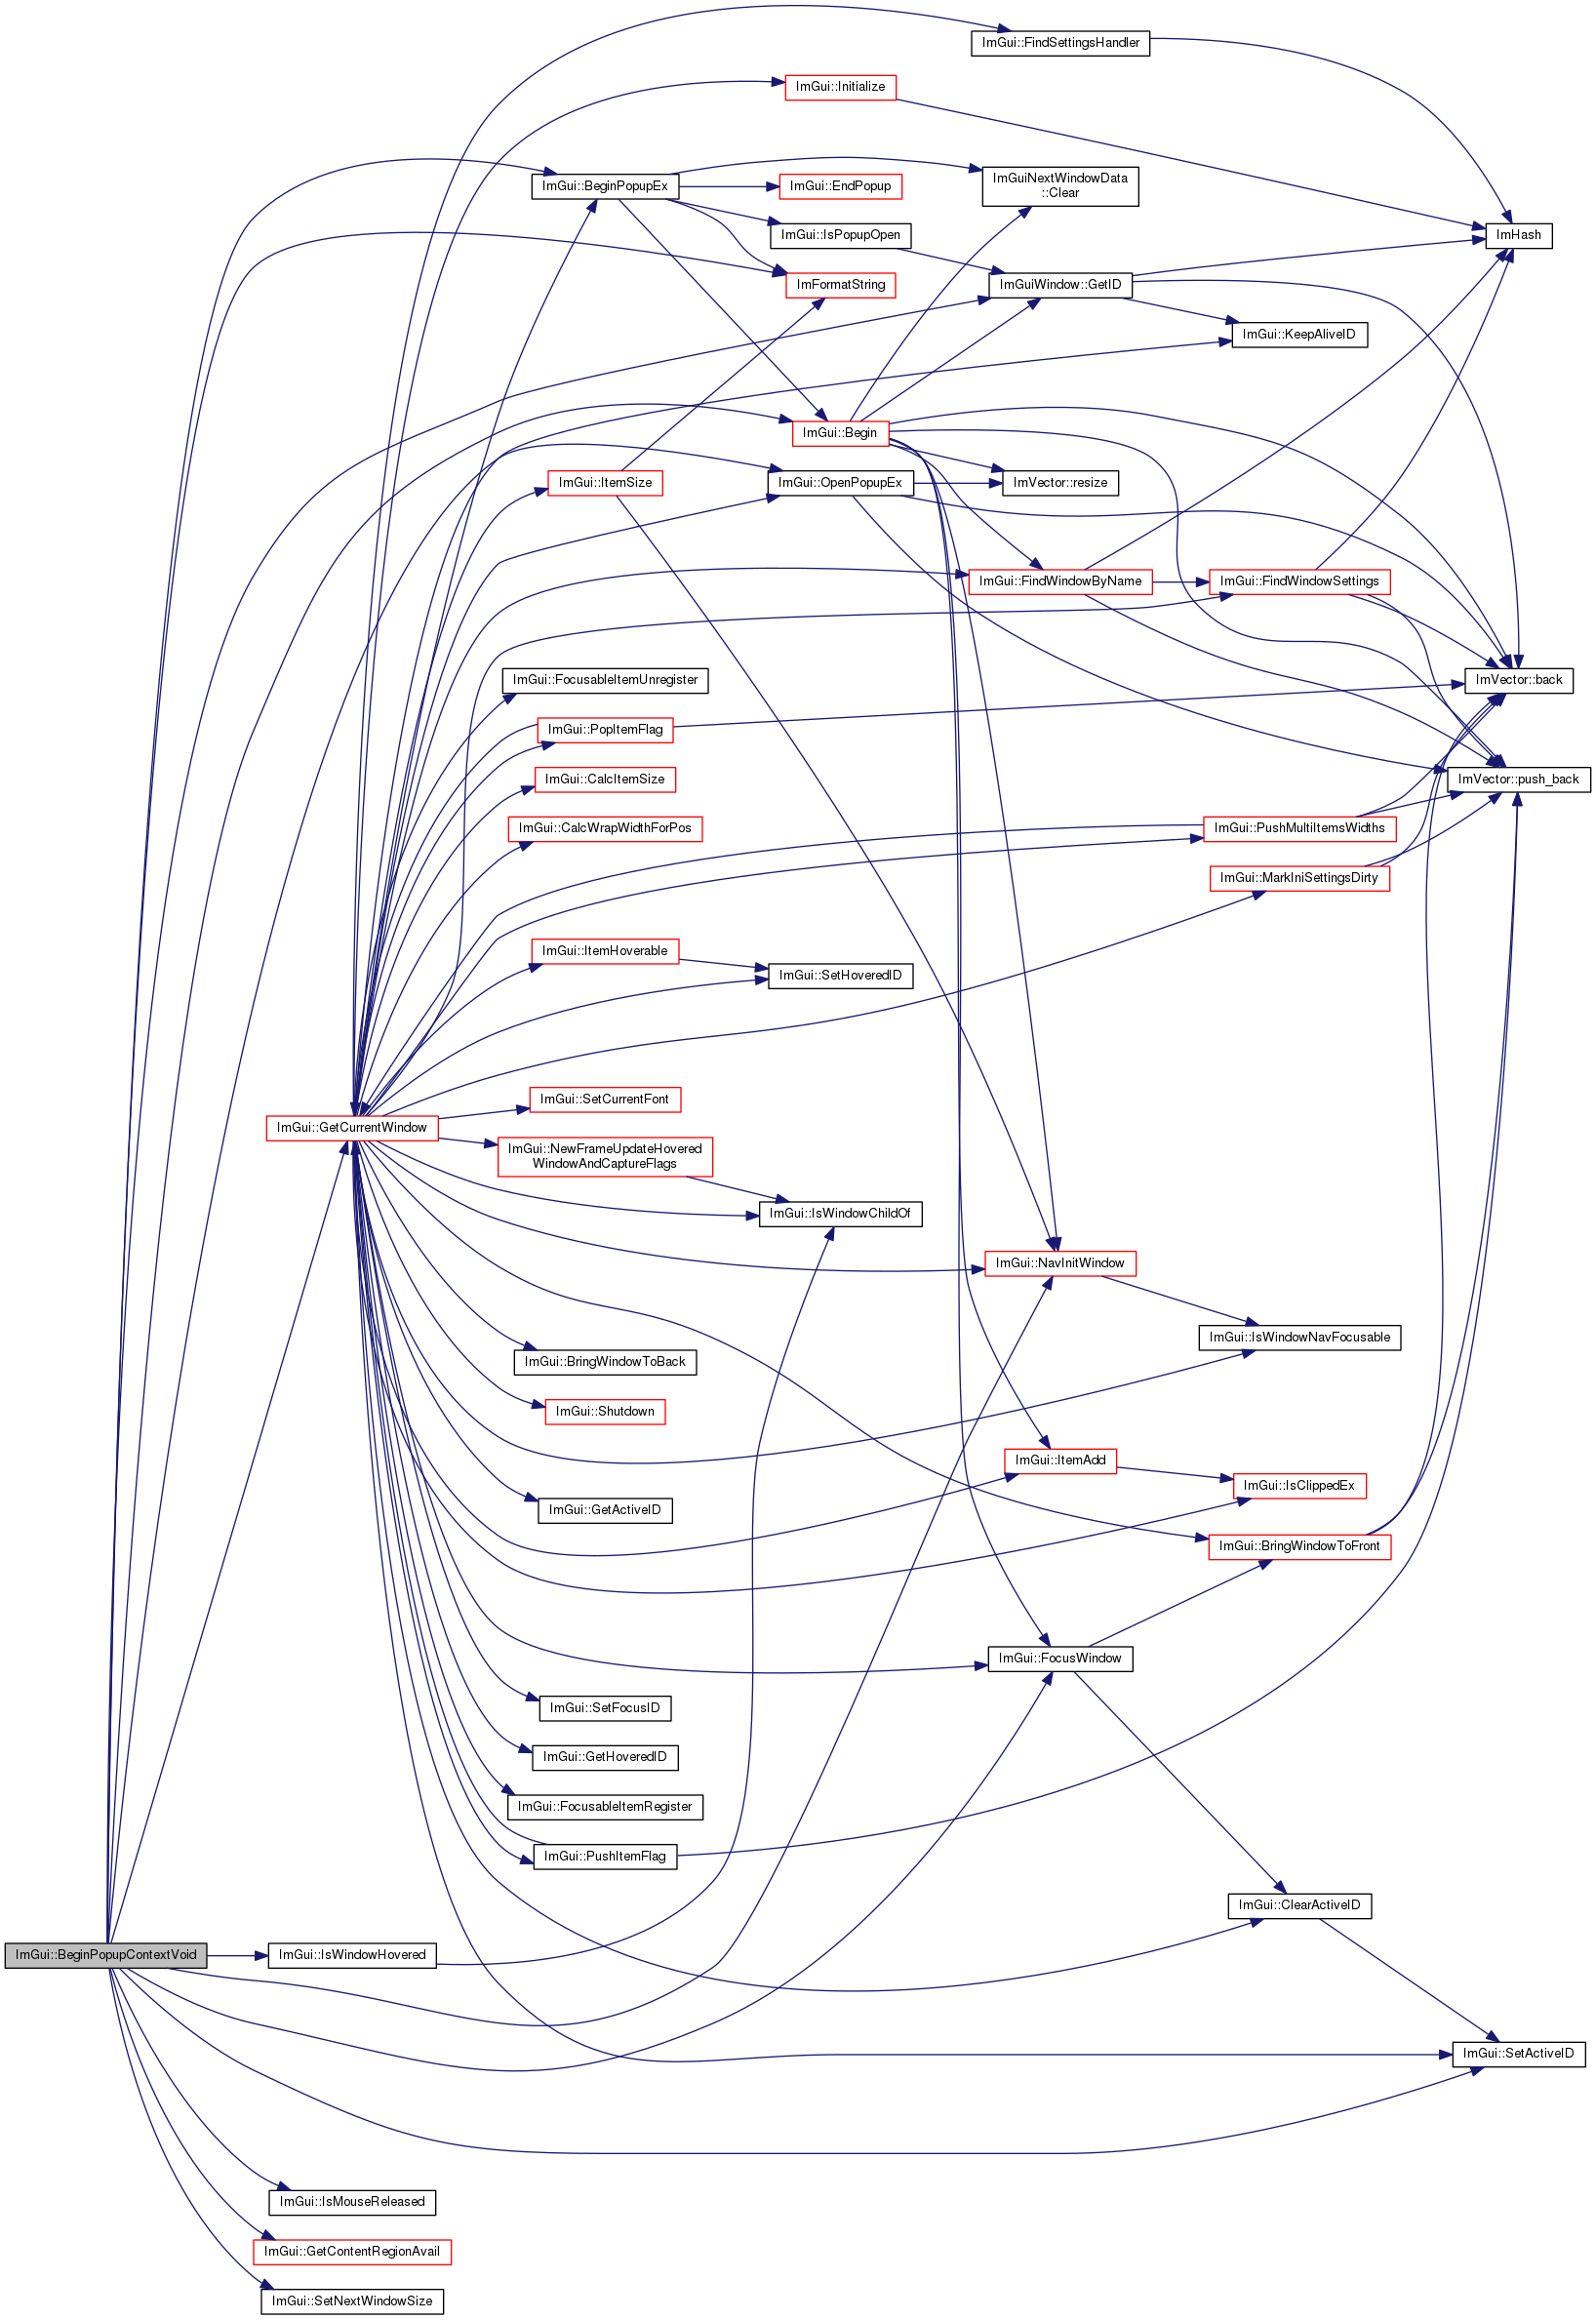 ImGui::FindSettingsHandler
ImGui::Initialize
ImGui::BeginPopupEx
ImGui::EndPopup
ImGuiNextWindowData
::Clear
ImGui::IsPopupOpen
ImHash
ImFormatString
ImGuiWindow::GetID
ImGui::KeepAliveID
ImGui::Begin
ImGui::ItemSize
ImGui::OpenPopupEx
ImVector::resize
ImGui::FindWindowByName
ImGui::FindWindowSettings
ImGui::FocusableItemUnregister
ImVector::back
ImGui::PopItemFlag
ImGui::CalcItemSize
ImVector::push_back
ImGui::CalcWrapWidthForPos
ImGui::PushMultiItemsWidths
ImGui::MarkIniSettingsDirty
ImGui::ItemHoverable
ImGui::SetHoveredID
ImGui::SetCurrentFont
ImGui::GetCurrentWindow
ImGui::NewFrameUpdateHovered
WindowAndCaptureFlags
ImGui::IsWindowChildOf
ImGui::NavInitWindow
ImGui::IsWindowNavFocusable
ImGui::BringWindowToBack
ImGui::Shutdown
ImGui::ItemAdd
ImGui::IsClippedEx
ImGui::GetActiveID
ImGui::BringWindowToFront
ImGui::FocusWindow
ImGui::SetFocusID
ImGui::GetHoveredID
ImGui::FocusableItemRegister
ImGui::PushItemFlag
ImGui::ClearActiveID
ImGui::BeginPopupContextVoid
ImGui::IsWindowHovered
ImGui::SetActiveID
ImGui::IsMouseReleased
ImGui::GetContentRegionAvail
ImGui::SetNextWindowSize